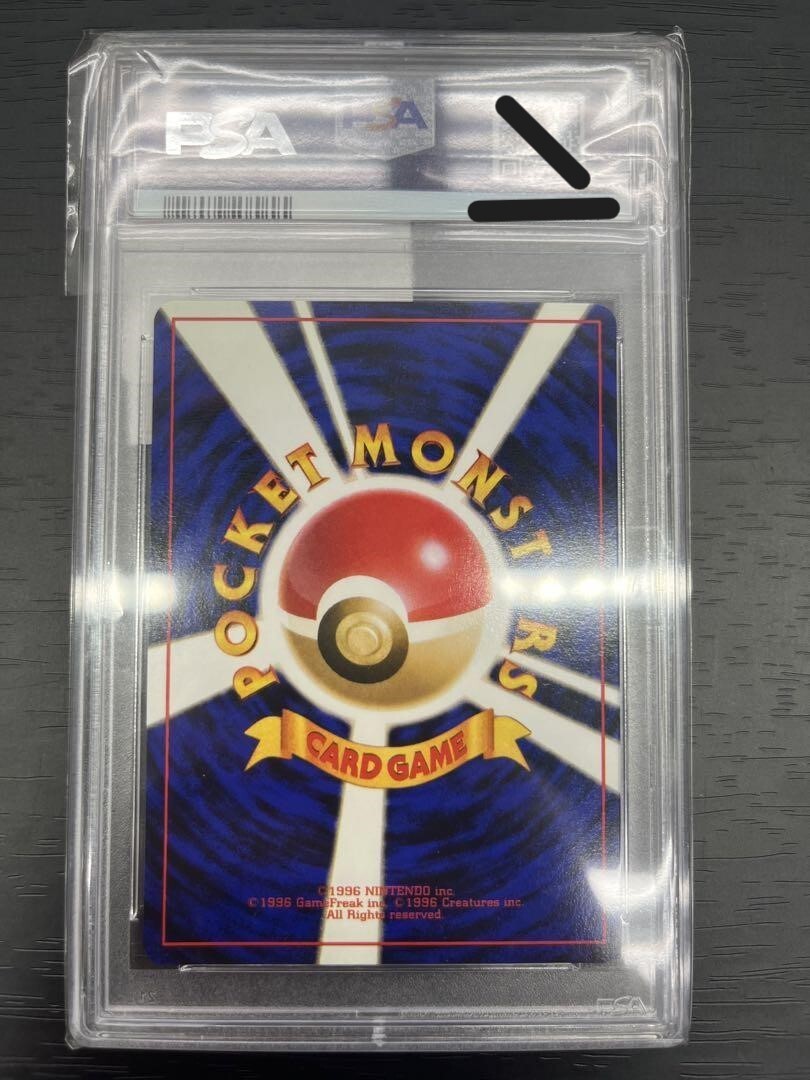 PSA
PSA
POCKET MONSTERS
CARD GAME
©1996 NINTENDO inc.
©1996 GameFreak inc. ©1996 Creatures inc.
All Rights reserved.
PSA